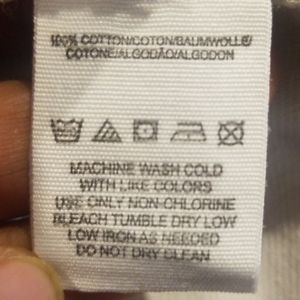 100% COTTON/COTON/BAUMWOLLE/
COTONE/ALGODÃO/ALGODON
MACHINE WASH COLD
WITH LIKE COLORS
USE ONLY NON-CHLORINE
BLEACH TUMBLE DRY LOW
LOW IRON AS NEEDED
DO NOT DRY CLEAN